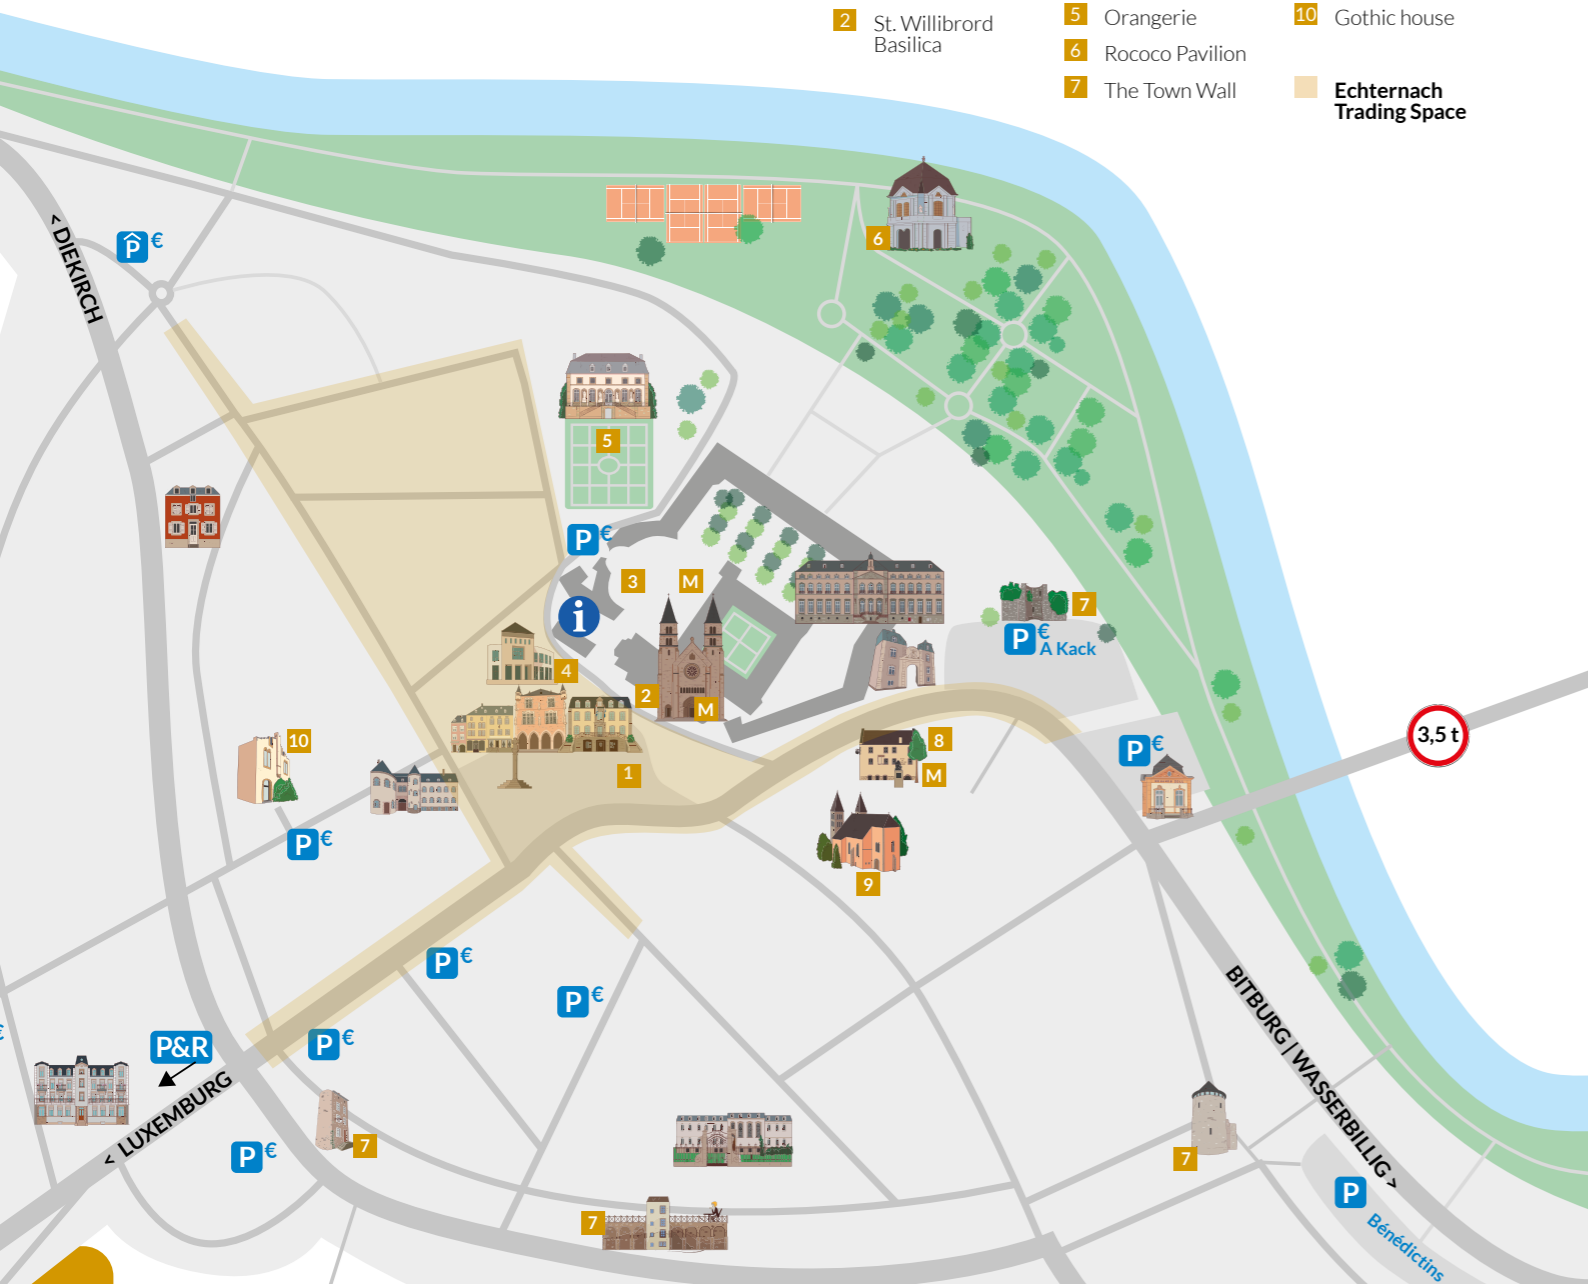 2 St. Willibrord
Basilica
5 Orangerie
6 Rococo Pavilion
7 The Town Wall
10 Gothic house
Echternach
Trading Space
< DIEKIRCH
P €
6
5
P €
3
M
i
7
P €
A Kack
4
2
M
10
1
8
M
P €
3,5 t
P €
9
P €
P €
P €
P&R
< LUXEMBURG
BITBURG | WASSERBILLIG >
7
P €
7
7
P
Bénédictins
€